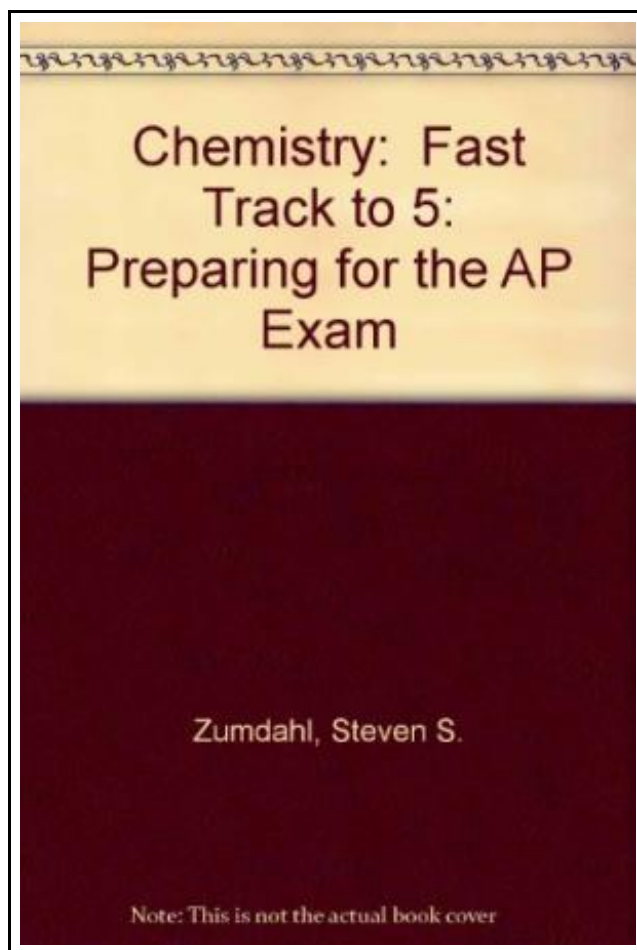 Chemistry: Fast
Track to 5:
Preparing for the AP
Exam
Zumdahl, Steven S.
Note: This is not the actual book cover